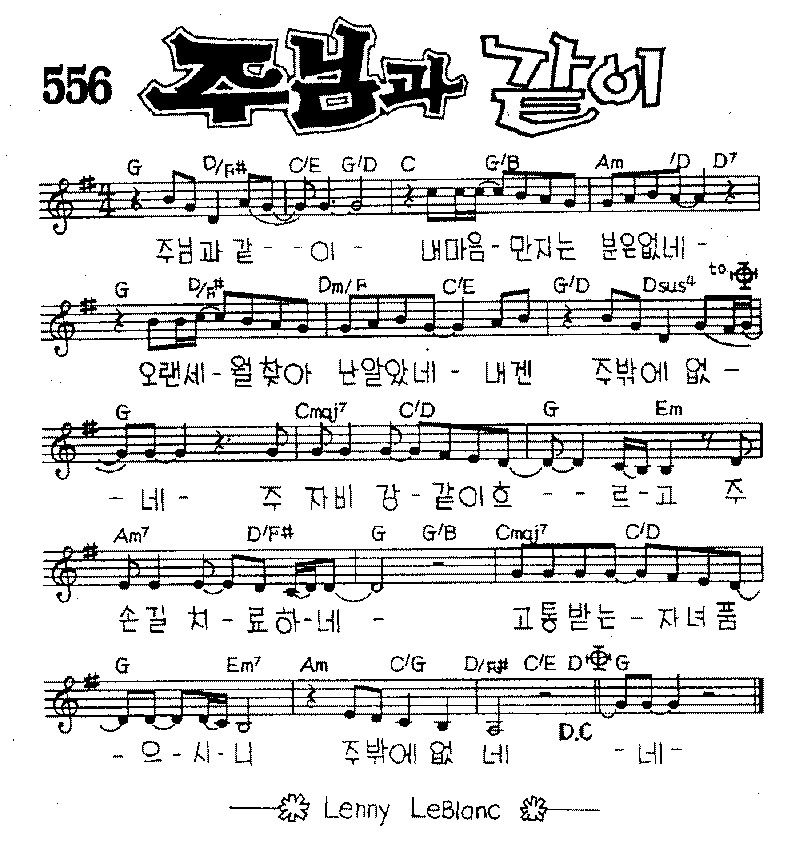 556 주님과 같이
G D/F# C/E G/D C G/B Am /D D7
주님과 같 - - 이 - 내마음 - 만지는 분은없네 -
to
G D/F# Dm/F C/E G/D Dsus4
오랜세 - 월찾아 난알았네 - 내겐 주밖에 없 -
G Cmaj7 C/D G Em
- 네 - 주 자비 강 - 같이흐 - - 르 - 고 주
Am7 D/F# G G/B Cmaj7 C/D
손길 치 - 료하 - 네 - 고통받는 - 자녀품
G Em7 Am C/G D/F# C/E D7 G
- 으 - 시 - 니 주밖에없 네 - 네 -
D.C
Lenny LeBlanc